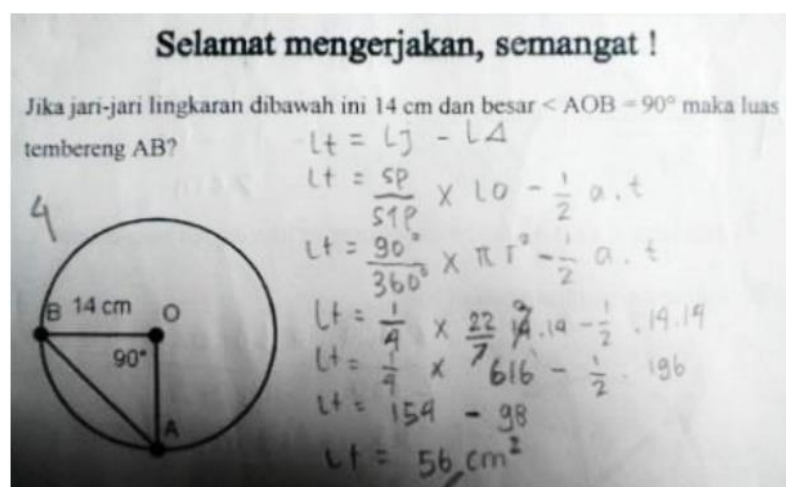 Selamat mengerjakan, semangat !
Jika jari-jari lingkaran dibawah ini 14 cm dan besar < AOB = 90° maka luas
tembereng AB?
Lt = LJ - L∆
Lt = SP/STP × LO - 1/2 a.t
Lt = 90°/360° × π r² - 1/2 a.t
Lt = 1/4 × 22/7 14.14 - 1/2 . 14.14
Lt = 1/4 × 616 - 1/2 . 196
Lt = 154 - 98
Lt = 56 cm²
4
B 14 cm O
90°
A